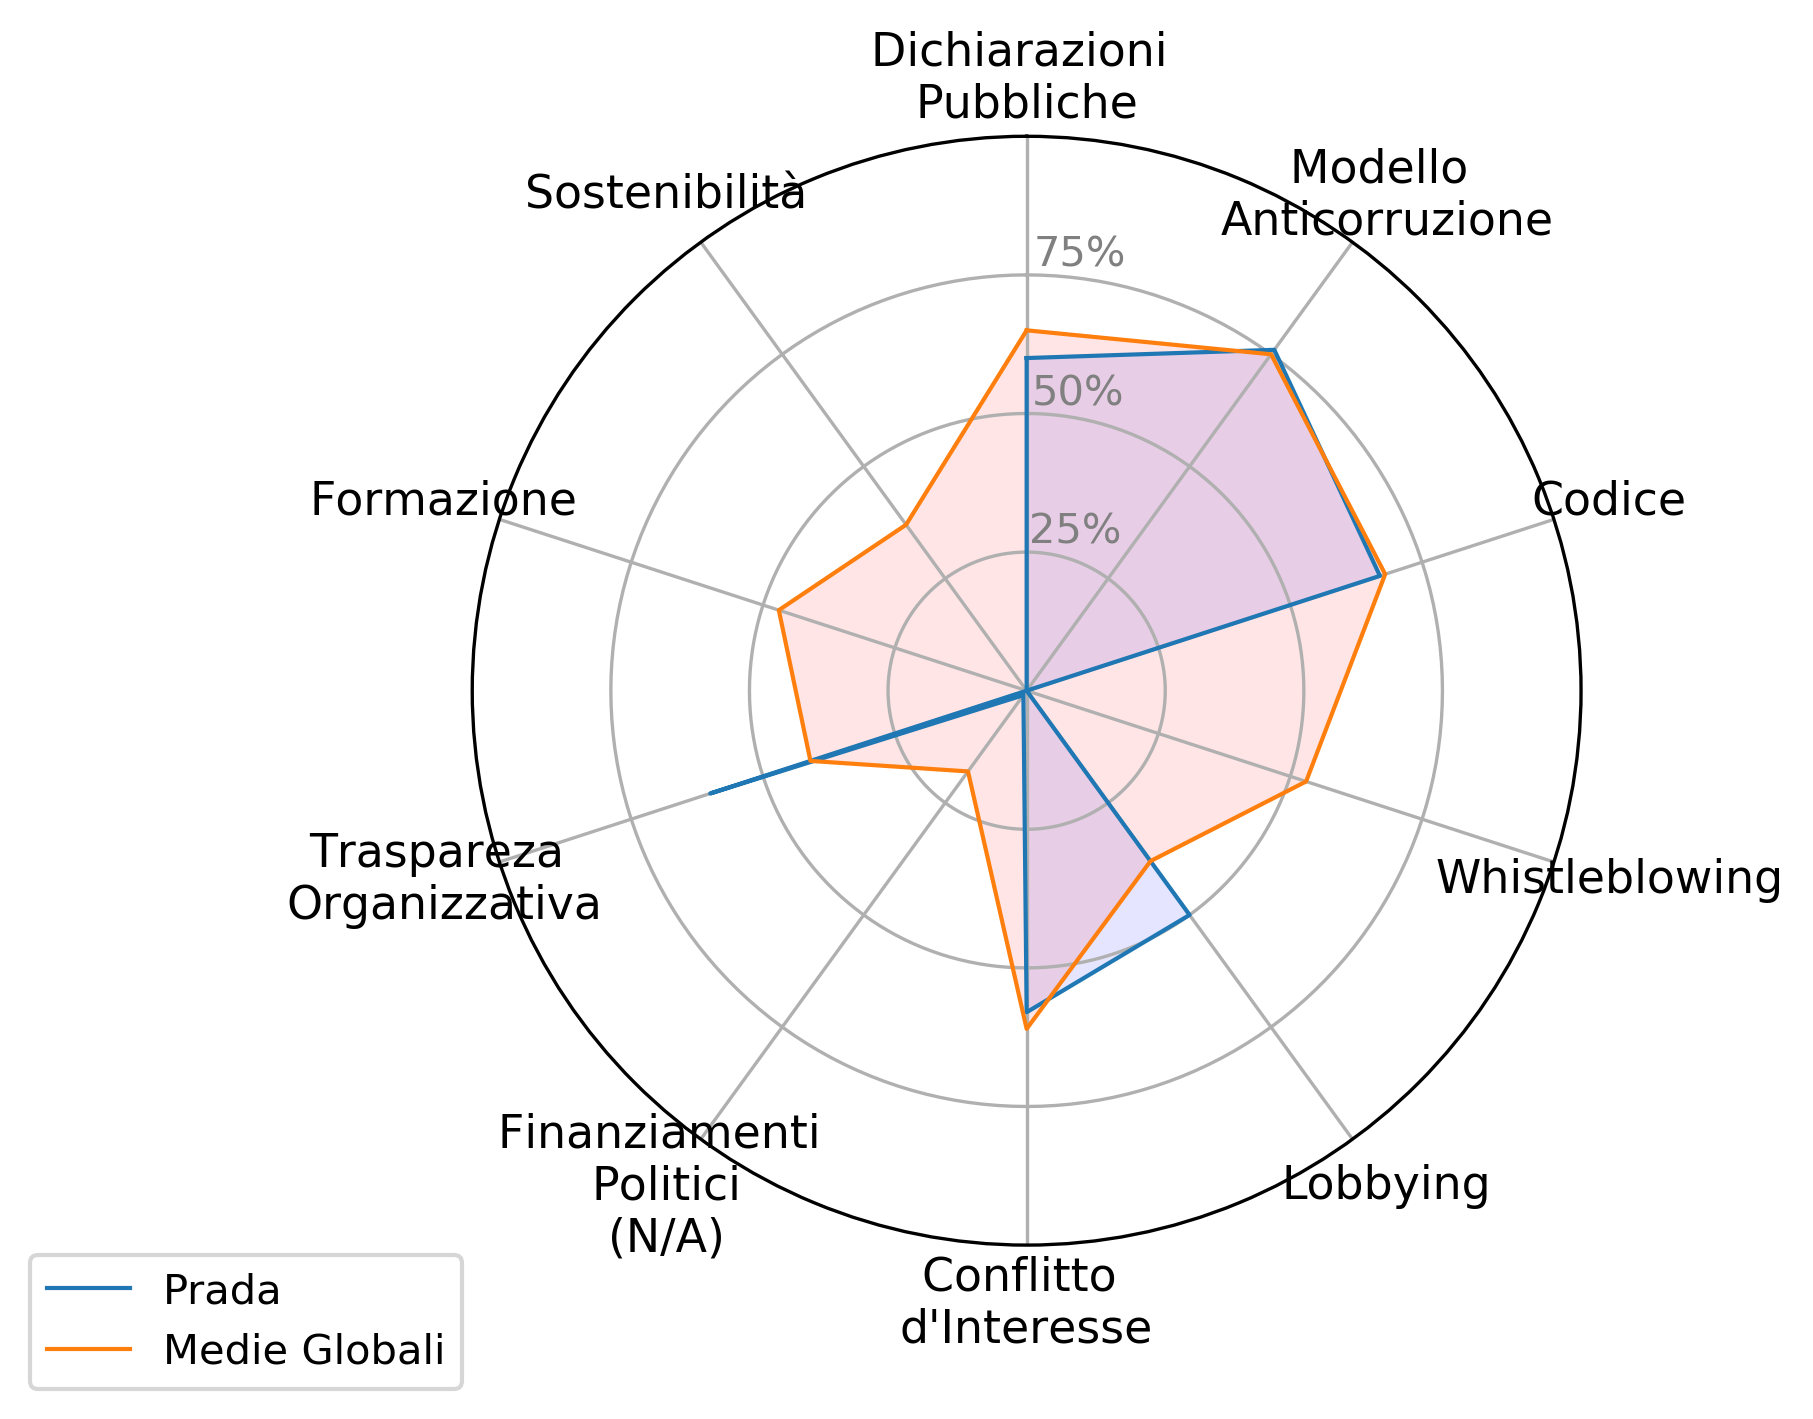 Dichiarazioni
Pubbliche
Modello
Anticorruzione
Sostenibilità
75%
50%
Formazione
Codice
25%
Traspareza
Organizzativa
Whistleblowing
Finanziamenti
Politici
(N/A)
Lobbying
Conflitto
d'Interesse
Prada
Medie Globali